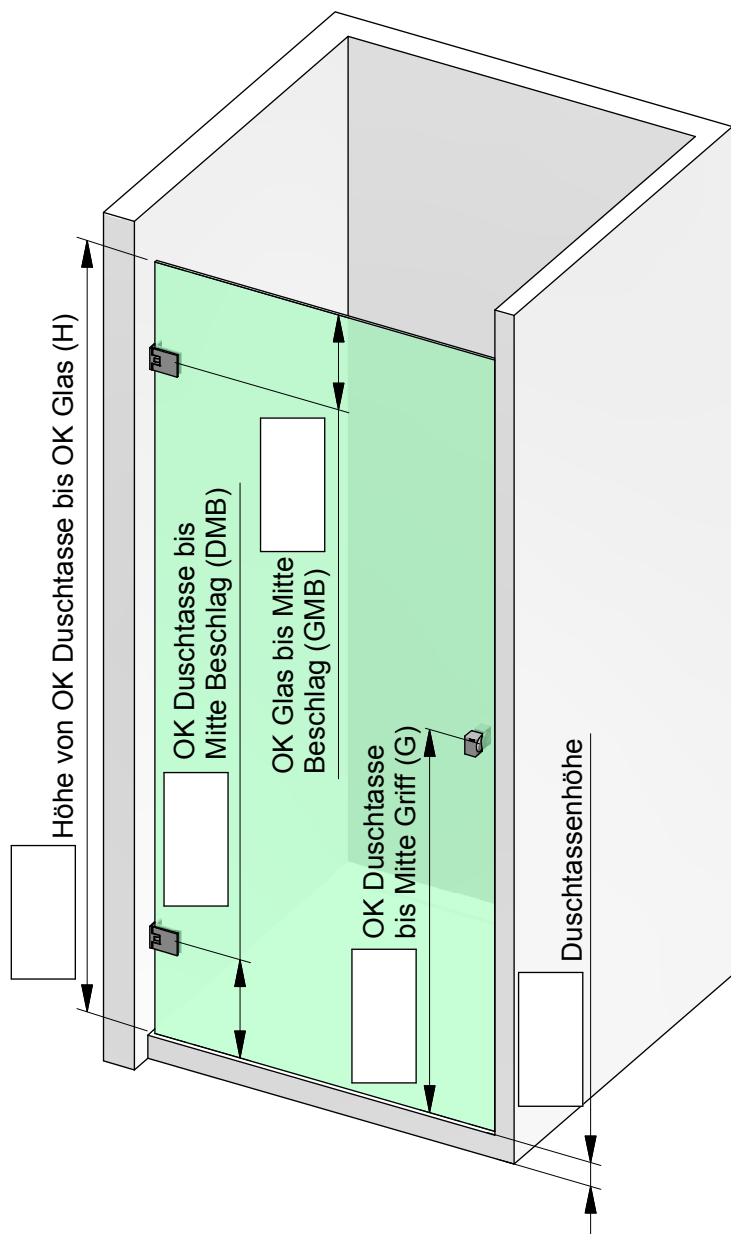 Höhe von OK Duschtasse bis OK Glas (H)
OK Duschtasse bis
Mitte Beschlag (DMB)
OK Glas bis Mitte
Beschlag (GMB)
OK Duschtasse
bis Mitte Griff (G)
Duschtassenhöhe